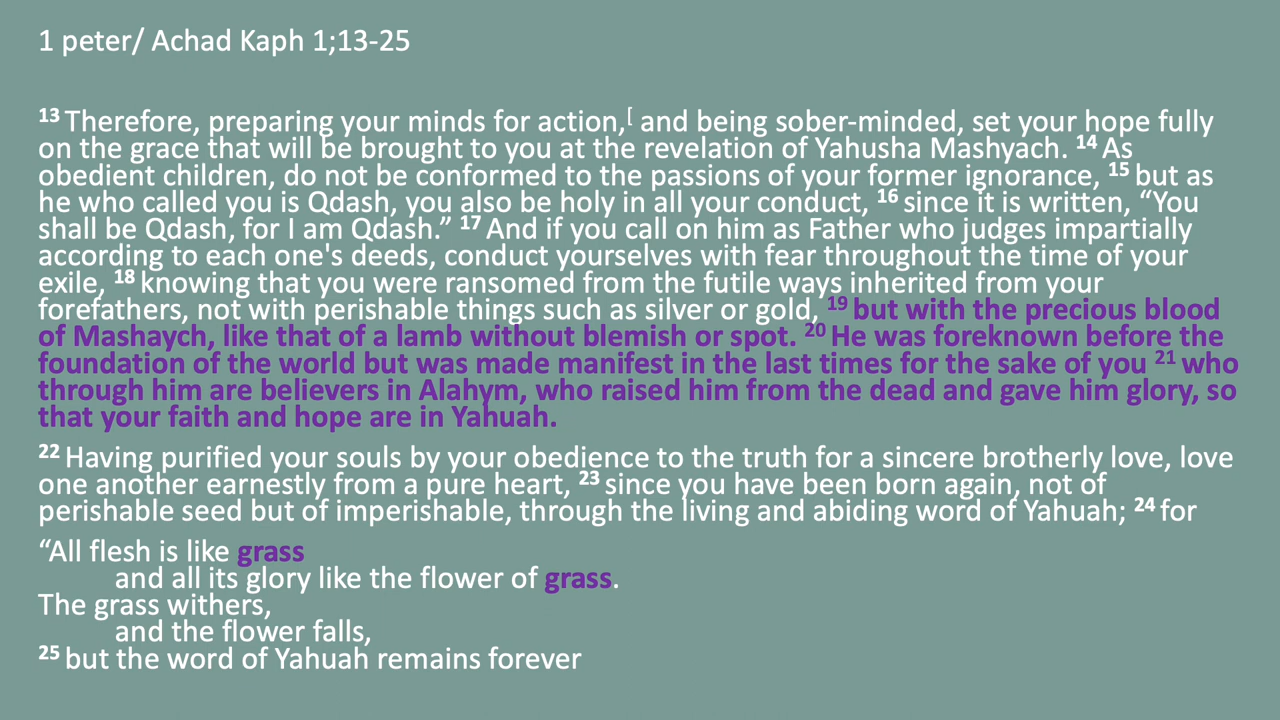 1 peter/ Achad Kaph 1;13-25
13 Therefore, preparing your minds for action,[ and being sober-minded, set your hope fully
on the grace that will be brought to you at the revelation of Yahusha Mashyach. 14 As
obedient children, do not be conformed to the passions of your former ignorance, 15 but as
he who called you is Qdash, you also be holy in all your conduct, 16 since it is written, “You
shall be Qdash, for I am Qdash.” 17 And if you call on him as Father who judges impartially
according to each one's deeds, conduct yourselves with fear throughout the time of your
exile, 18 knowing that you were ransomed from the futile ways inherited from your
forefathers, not with perishable things such as silver or gold, 19 but with the precious blood
of Mashaych, like that of a lamb without blemish or spot. 20 He was foreknown before the
foundation of the world but was made manifest in the last times for the sake of you 21 who
through him are believers in Alahym, who raised him from the dead and gave him glory, so
that your faith and hope are in Yahuah.
22 Having purified your souls by your obedience to the truth for a sincere brotherly love, love
one another earnestly from a pure heart, 23 since you have been born again, not of
perishable seed but of imperishable, through the living and abiding word of Yahuah; 24 for
“All flesh is like grass
and all its glory like the flower of grass.
The grass withers,
and the flower falls,
25 but the word of Yahuah remains forever